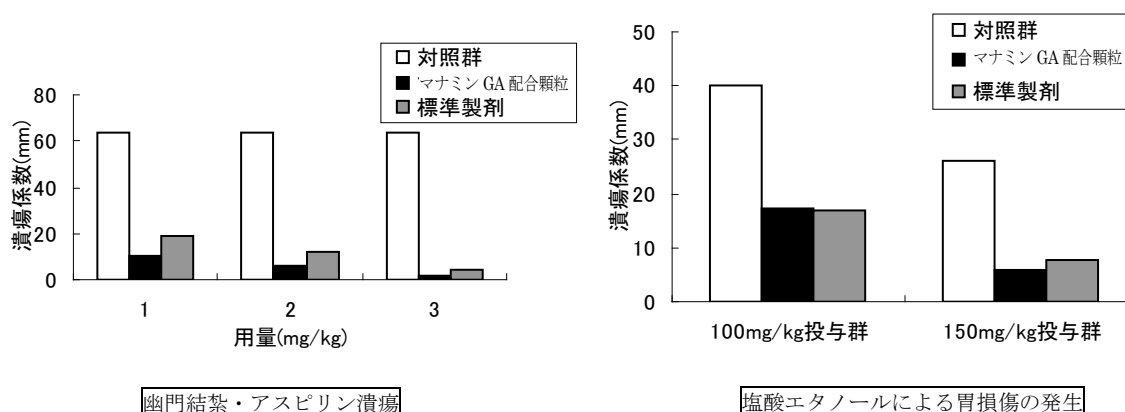 対照群
マナミン GA 配合顆粒
標準製剤
潰瘍係数(mm)
80
60
40
20
0
1
2
3
用量(mg/kg)
幽門結紮・アスピリン潰瘍
対照群
マナミン GA 配合顆粒
標準製剤
潰瘍係数(mm)
50
40
30
20
10
0
100mg/kg投与群
150mg/kg投与群
塩酸エタノールによる胃損傷の発生